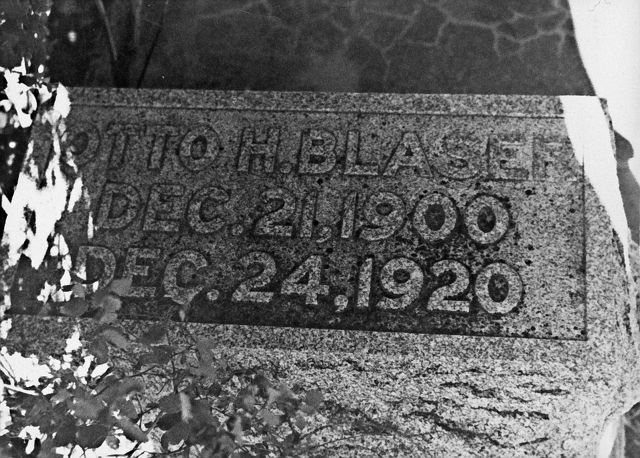 OTTO H. BLASER
DEC. 21, 1900
DEC. 24, 1920